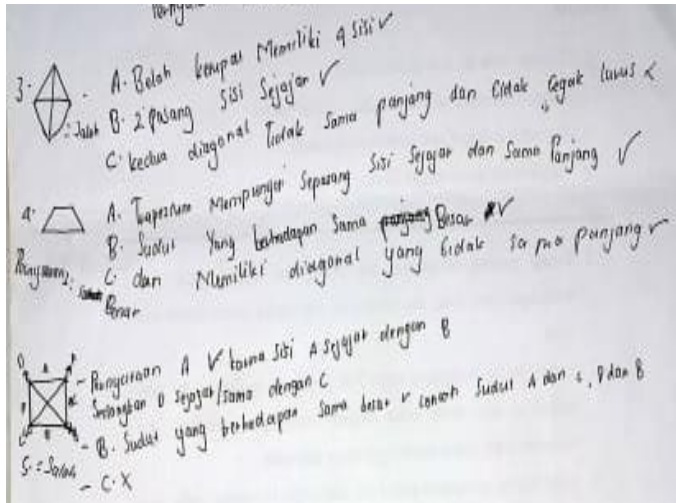 3.
A. Belah ketupat Memiliki 4 sisi ✓
= Salah B. 2 pasang sisi sejajar ✓
C. kedua diagonal tidak sama panjang dan tidak tegak lurus x
4. A. Trapesium Mempunyai sepasang sisi sejajar dan sama panjang ✓
B. Sudut yang berhadapan sama Besar ✓
C. dan Memiliki diagonal yang tidak sama panjang ✓
Benar
- Pernyataan A ✓ karna sisi A sejajar dengan B
Sedangkan D sejajar/sama dengan C
- B. Sudut yang berhadapan sama besar ✓ contoh sudut A dan C, D dan B
5. = Salah
- C. X